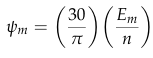 ψₘ = (30/π) (Eₘ/n)